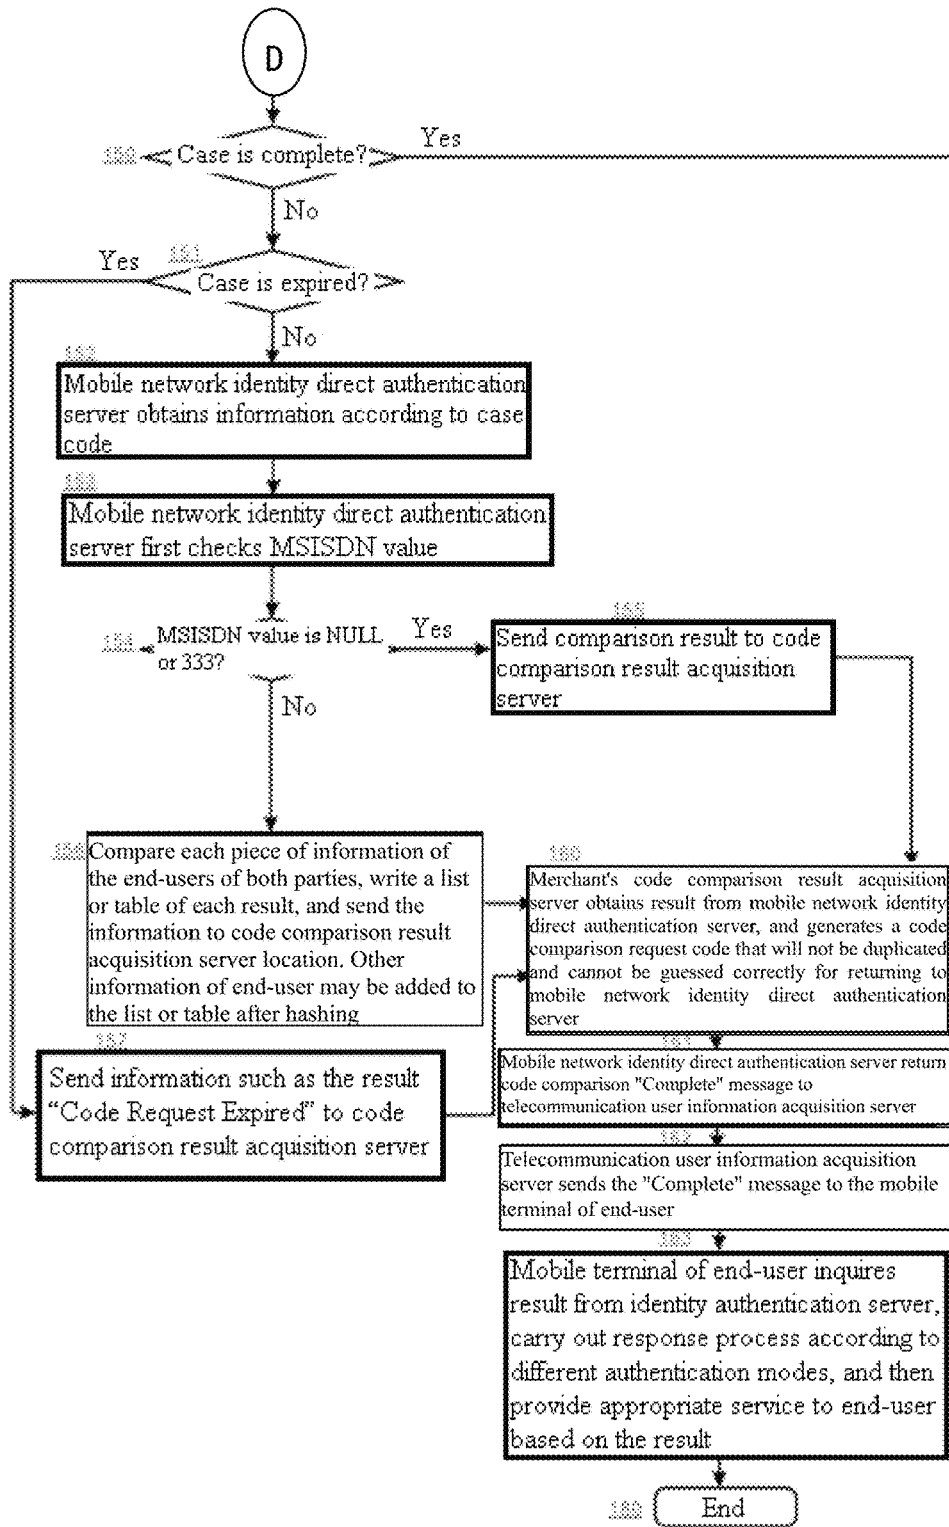 D
Case is complete?
Yes
No
151
Yes
Case is expired?
No
Mobile network identity direct authentication
server obtains information according to case
code
Mobile network identity direct authentication
server first checks MSISDN value
154
MSISDN value is NULL
or 333?
Yes
No
155
Send comparison result to code
comparison result acquisition
server
156
Compare each piece of information of
the end-users of both parties, write a list
or table of each result, and send the
information to code comparison result
acquisition server location. Other
information of end-user may be added to
the list or table after hashing
157
Send information such as the result
“Code Request Expired” to code
comparison result acquisition server
160
Merchant's code comparison result acquisition
server obtains result from mobile network identity
direct authentication server, and generates a code
comparison request code that will not be duplicated
and cannot be guessed correctly for returning to
mobile network identity direct authentication
server
161
Mobile network identity direct authentication server return
code comparison "Complete" message to
telecommunication user information acquisition server
162
Telecommunication user information acquisition
server sends the "Complete" message to the mobile
terminal of end-user
163
Mobile terminal of end-user inquires
result from identity authentication server,
carry out response process according to
different authentication modes, and then
provide appropriate service to end-user
based on the result
180
End